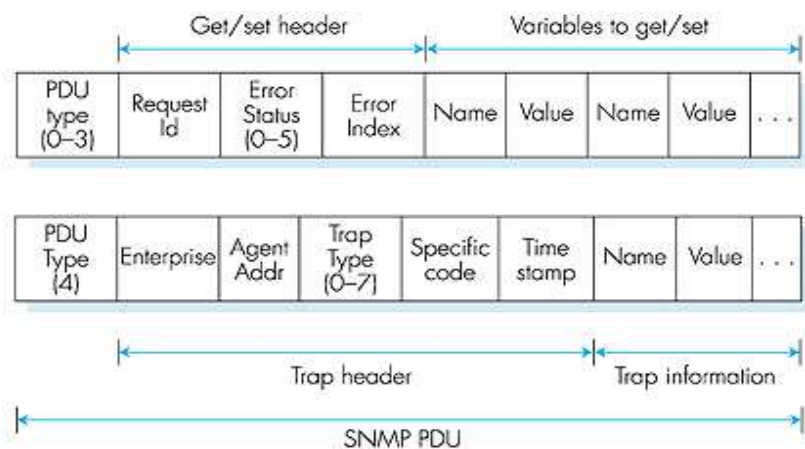 Get/set header
Variables to get/set
PDU type (0–3)
Request Id
Error Status (0–5)
Error Index
Name
Value
Name
Value
. . .
PDU Type (4)
Enterprise
Agent Addr
Trap Type (0–7)
Specific code
Time stamp
Name
Value
. . .
Trap header
Trap information
SNMP PDU